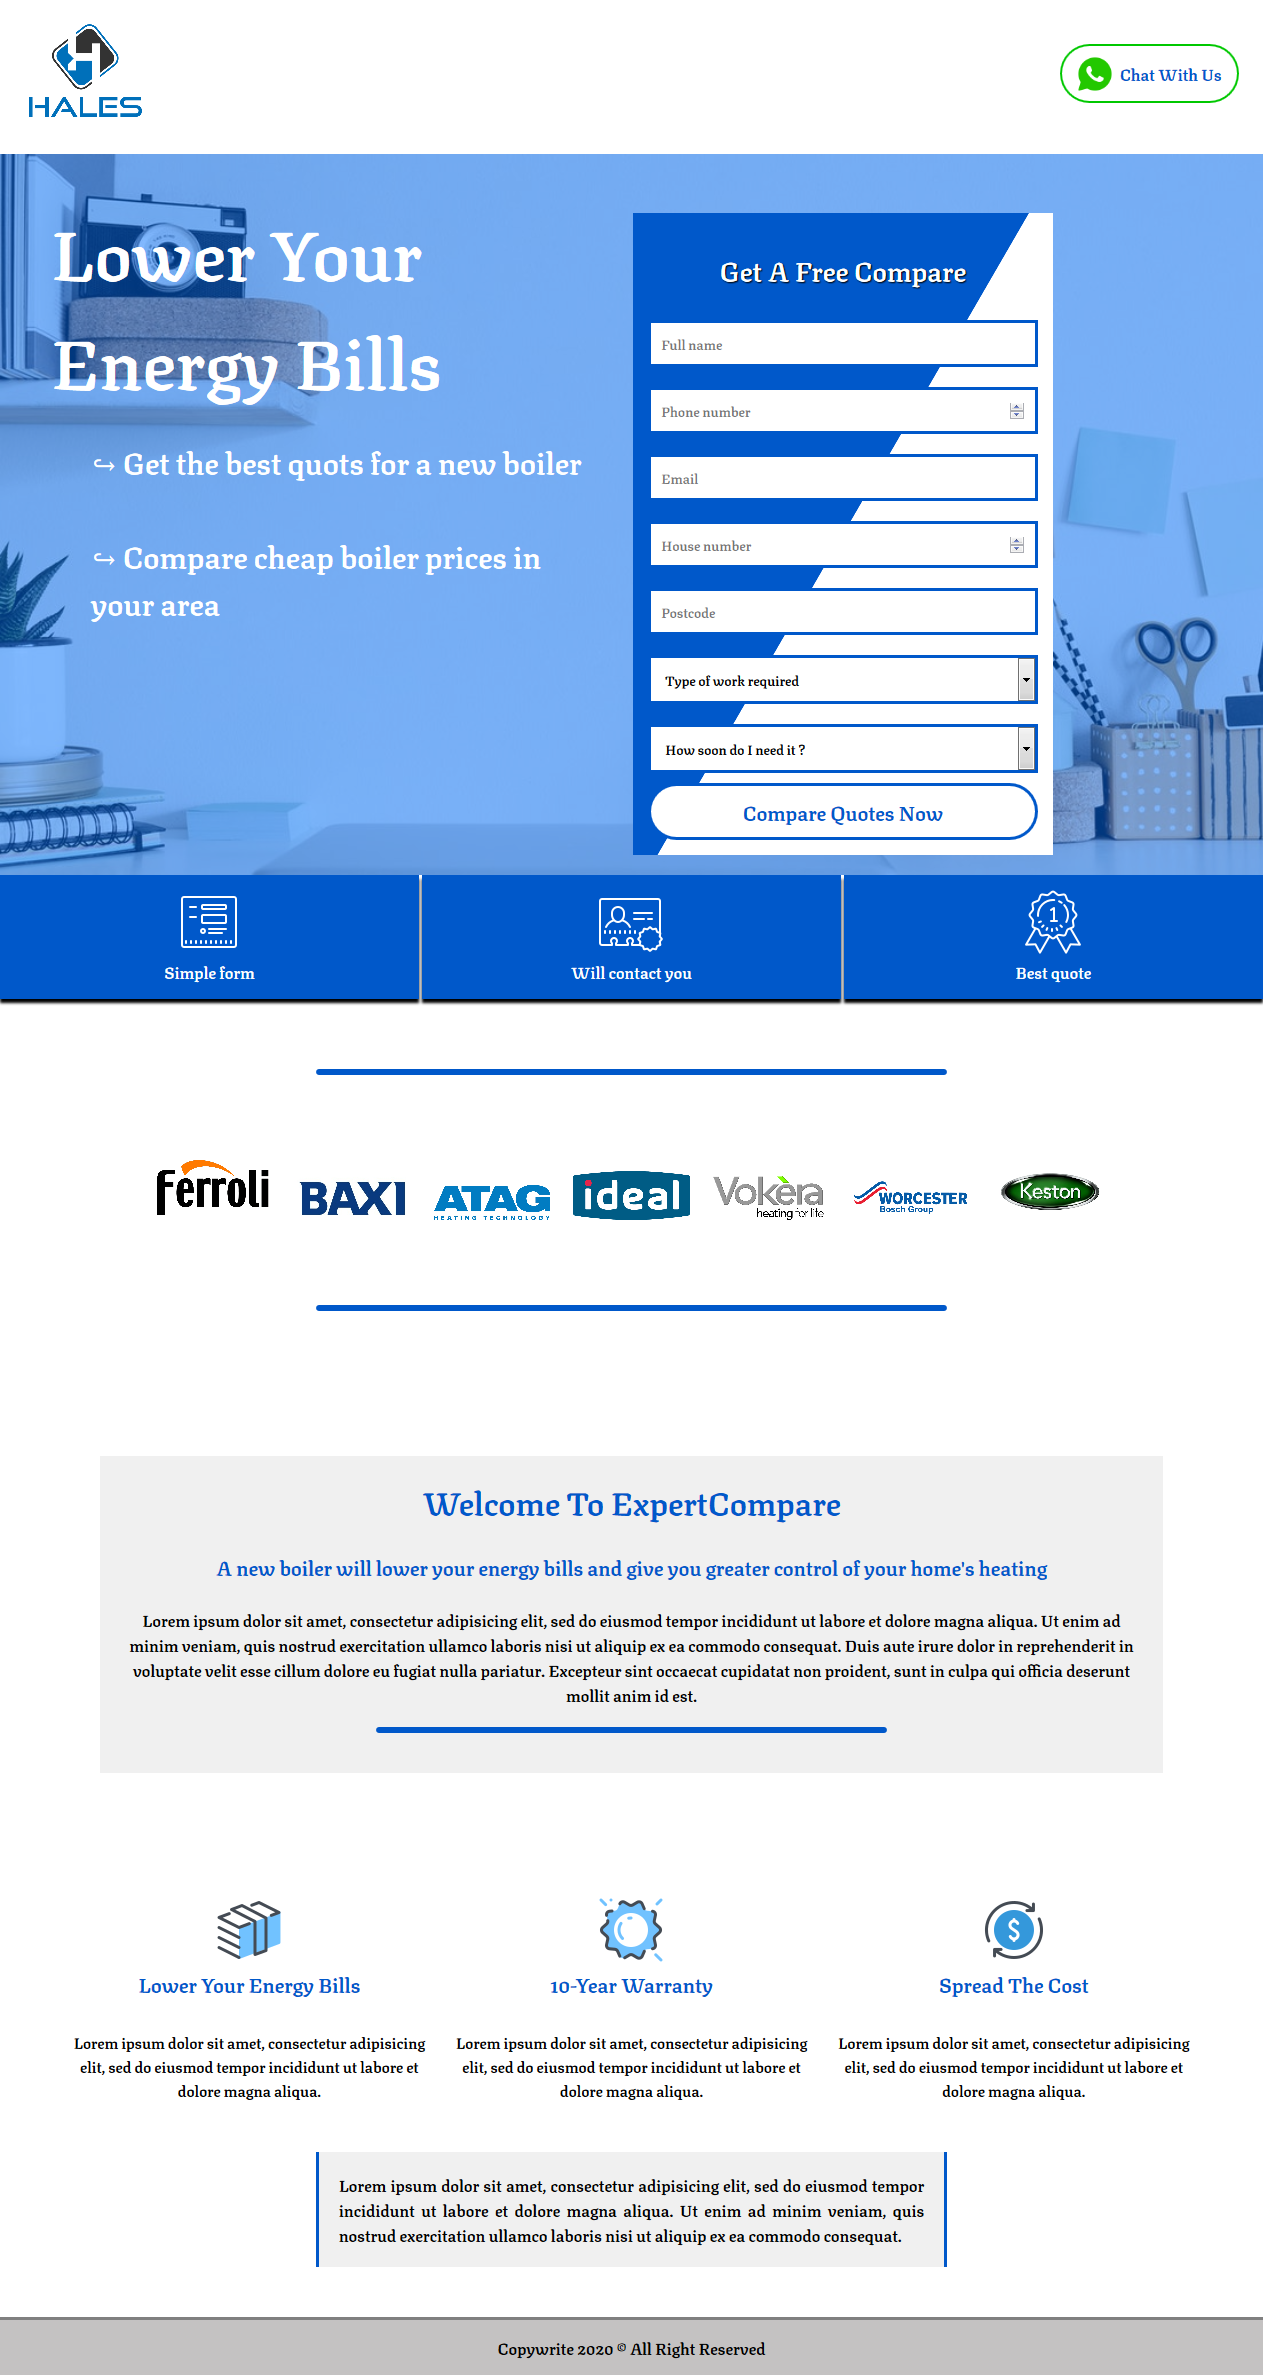 HALES
Chat With Us
Lower Your
Energy Bills
↪ Get the best quots for a new boiler
↪ Compare cheap boiler prices in
your area
Get A Free Compare
Full name
Phone number
Email
House number
Postcode
Type of work required
How soon do I need it ?
Compare Quotes Now
Simple form
Will contact you
1
Best quote
ferroli
BAXI
ATAG
HEATING TECHNOLOGY
ideal
Vokèra
heating for life
WORCESTER
Bosch Group
Keston
Welcome To ExpertCompare
A new boiler will lower your energy bills and give you greater control of your home's heating
Lorem ipsum dolor sit amet, consectetur adipisicing elit, sed do eiusmod tempor incididunt ut labore et dolore magna aliqua. Ut enim ad
minim veniam, quis nostrud exercitation ullamco laboris nisi ut aliquip ex ea commodo consequat. Duis aute irure dolor in reprehenderit in
voluptate velit esse cillum dolore eu fugiat nulla pariatur. Excepteur sint occaecat cupidatat non proident, sunt in culpa qui officia deserunt
mollit anim id est.
$
Lower Your Energy Bills
10-Year Warranty
Spread The Cost
Lorem ipsum dolor sit amet, consectetur adipisicing
elit, sed do eiusmod tempor incididunt ut labore et
dolore magna aliqua.
Lorem ipsum dolor sit amet, consectetur adipisicing
elit, sed do eiusmod tempor incididunt ut labore et
dolore magna aliqua.
Lorem ipsum dolor sit amet, consectetur adipisicing
elit, sed do eiusmod tempor incididunt ut labore et
dolore magna aliqua.
Lorem ipsum dolor sit amet, consectetur adipisicing elit, sed do eiusmod tempor
incididunt ut labore et dolore magna aliqua. Ut enim ad minim veniam, quis
nostrud exercitation ullamco laboris nisi ut aliquip ex ea commodo consequat.
Copywrite 2020 © All Right Reserved